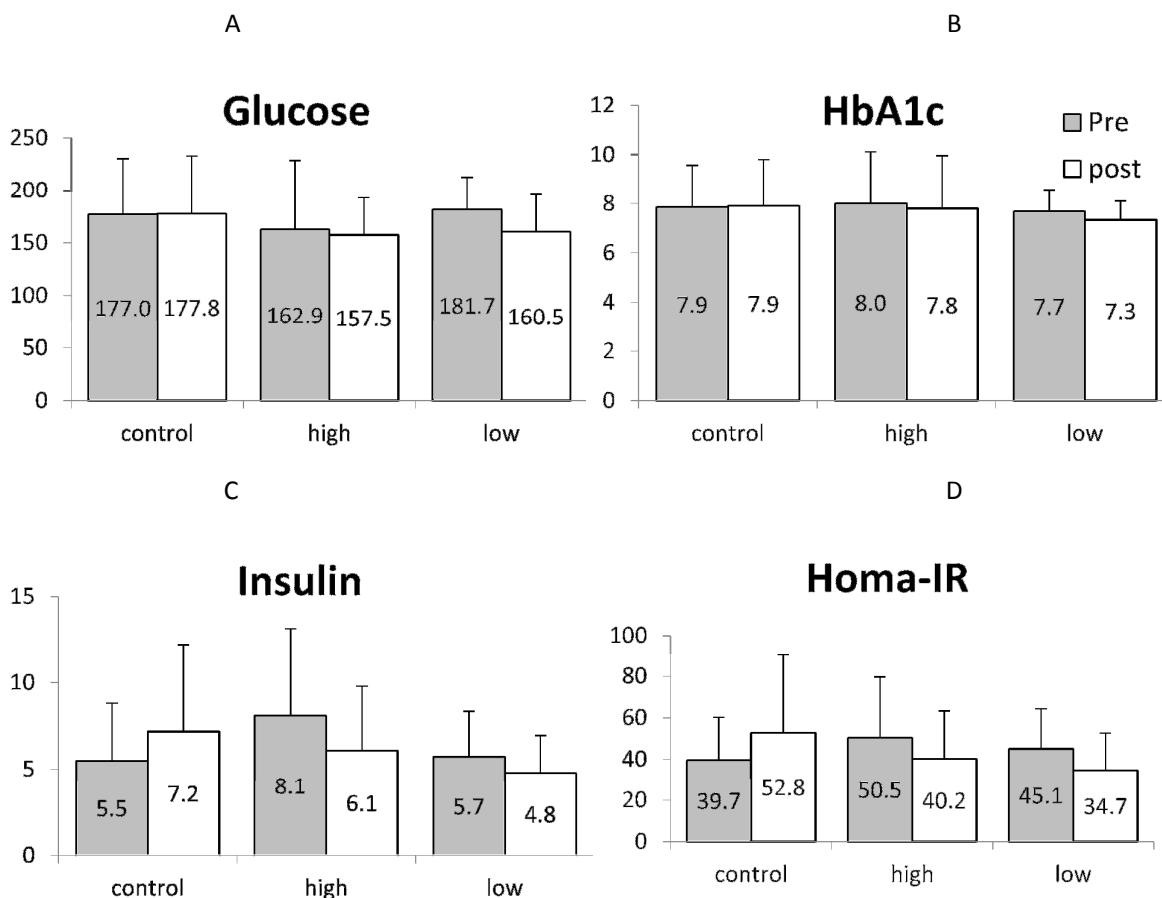 A
B
Glucose
250
200
150
100
50
0
177.0 177.8 162.9 157.5 181.7 160.5
control high low
HbA1c
Pre
post
12
10
8
6
4
2
0
7.9 7.9 8.0 7.8 7.7 7.3
control high low
C
D
Insulin
15
10
5
0
5.5 7.2 8.1 6.1 5.7 4.8
control high low
Homa-IR
100
80
60
40
20
0
39.7 52.8 50.5 40.2 45.1 34.7
control high low